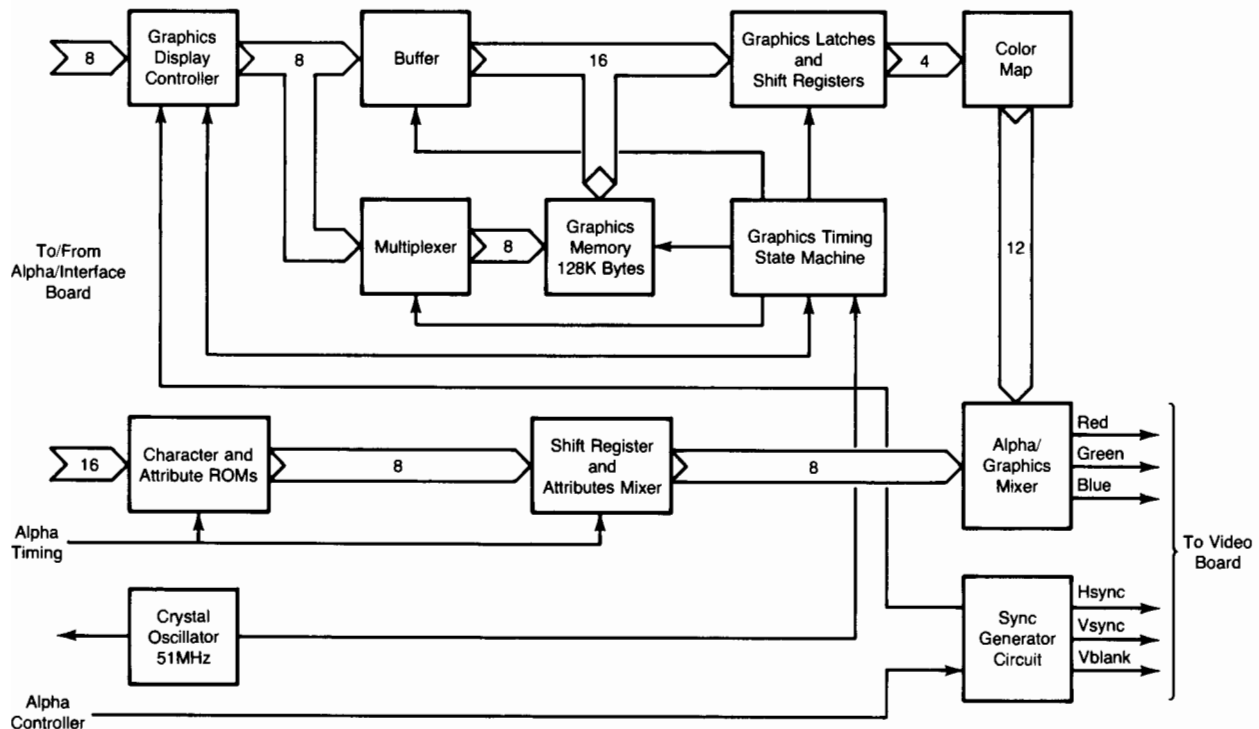 Graphics
Display
Controller
8
8
Buffer
16
Graphics Latches
and
Shift Registers
4
Color
Map
To/From
Alpha/Interface
Board
Multiplexer
8
Graphics
Memory
128K Bytes
Graphics Timing
State Machine
12
16
Character and
Attribute ROMs
8
Shift Register
and
Attributes Mixer
8
Alpha/
Graphics
Mixer
Red
Green
Blue
Alpha
Timing
To Video
Board
Crystal
Oscillator
51MHz
Sync
Generator
Circuit
Hsync
Vsync
Vblank
Alpha
Controller